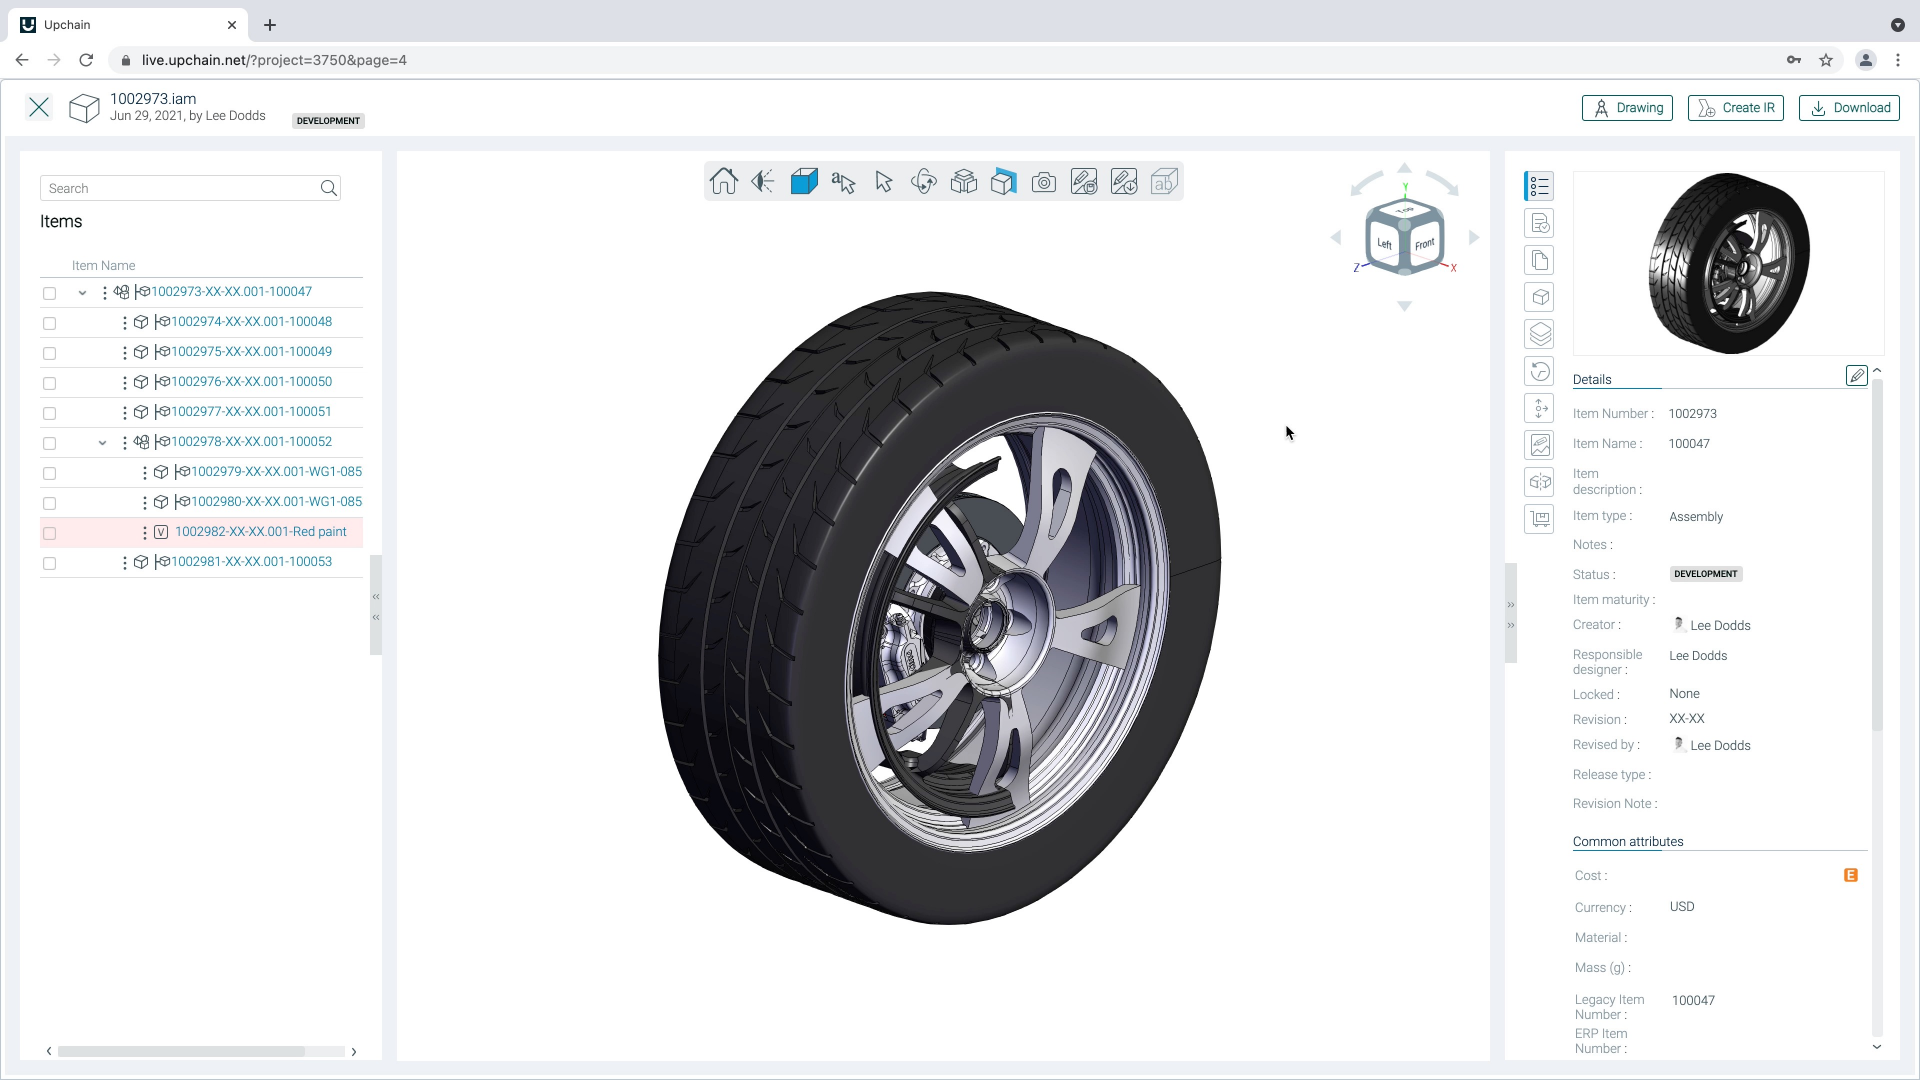 Upchain
live.upchain.net/?project=3750&page=4
1002973.iam
Jun 29, 2021, by Lee Dodds
DEVELOPMENT
Drawing
Create IR
Download
Search
Items
Item Name
1002973-XX-XX.001-100047
1002974-XX-XX.001-100048
1002975-XX-XX.001-100049
1002976-XX-XX.001-100050
1002977-XX-XX.001-100051
1002978-XX-XX.001-100052
1002979-XX-XX.001-WG1-085
1002980-XX-XX.001-WG1-085
V 1002982-XX-XX.001-Red paint
1002981-XX-XX.001-100053
a
ab
Y
Top
Left
Front
Z
X
Details
Item Number : 1002973
Item Name : 100047
Item
description :
Item type : Assembly
Notes :
Status : DEVELOPMENT
Item maturity :
Creator : Lee Dodds
Responsible
designer : Lee Dodds
Locked : None
Revision : XX-XX
Revised by : Lee Dodds
Release type :
Revision Note :
Common attributes
Cost : E
Currency : USD
Material :
Mass (g) :
Legacy Item
Number : 100047
ERP Item
Number :